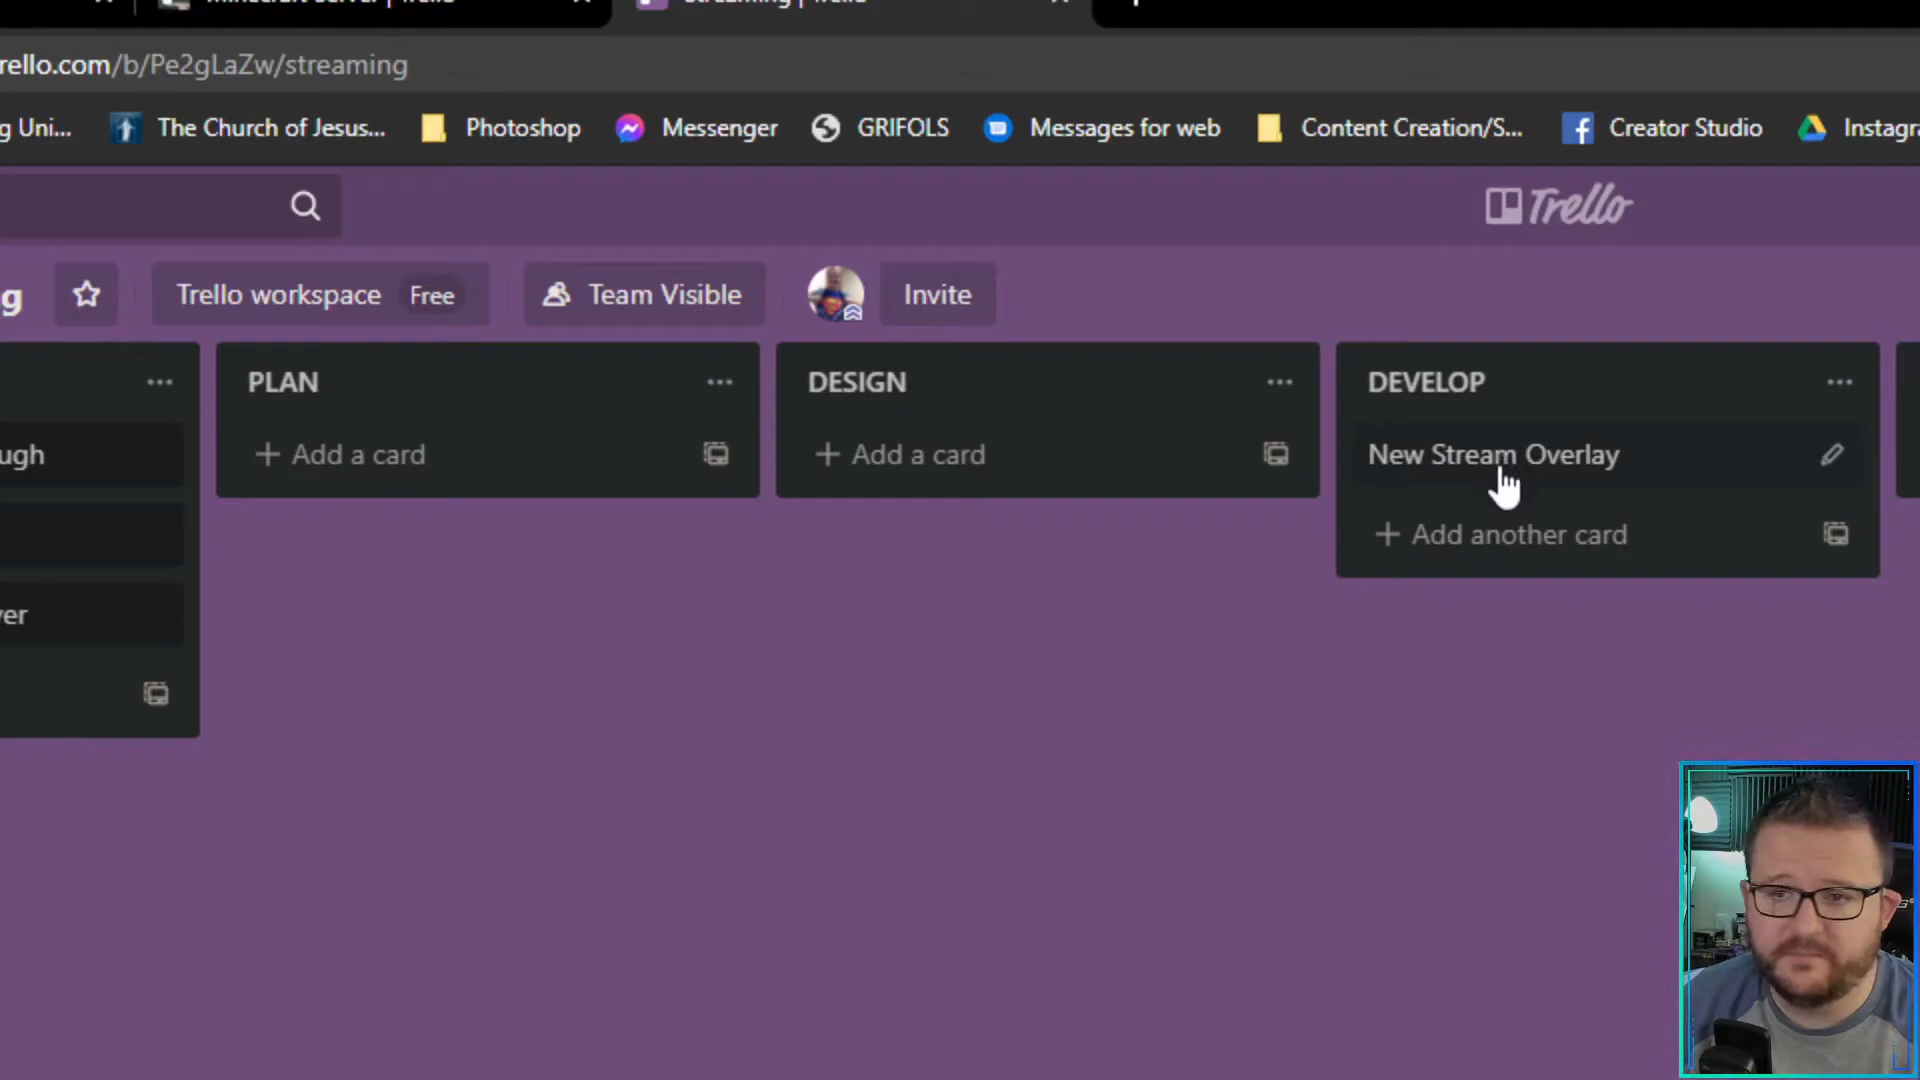 rello.com/b/Pe2gLaZw/streaming
g Uni... The Church of Jesus... Photoshop Messenger GRIFOLS Messages for web Content Creation/S... Creator Studio Instagra
Trello
g Trello workspace Free Team Visible Invite
PLAN DESIGN DEVELOP
ugh + Add a card + Add a card New Stream Overlay
+ Add another card
ver